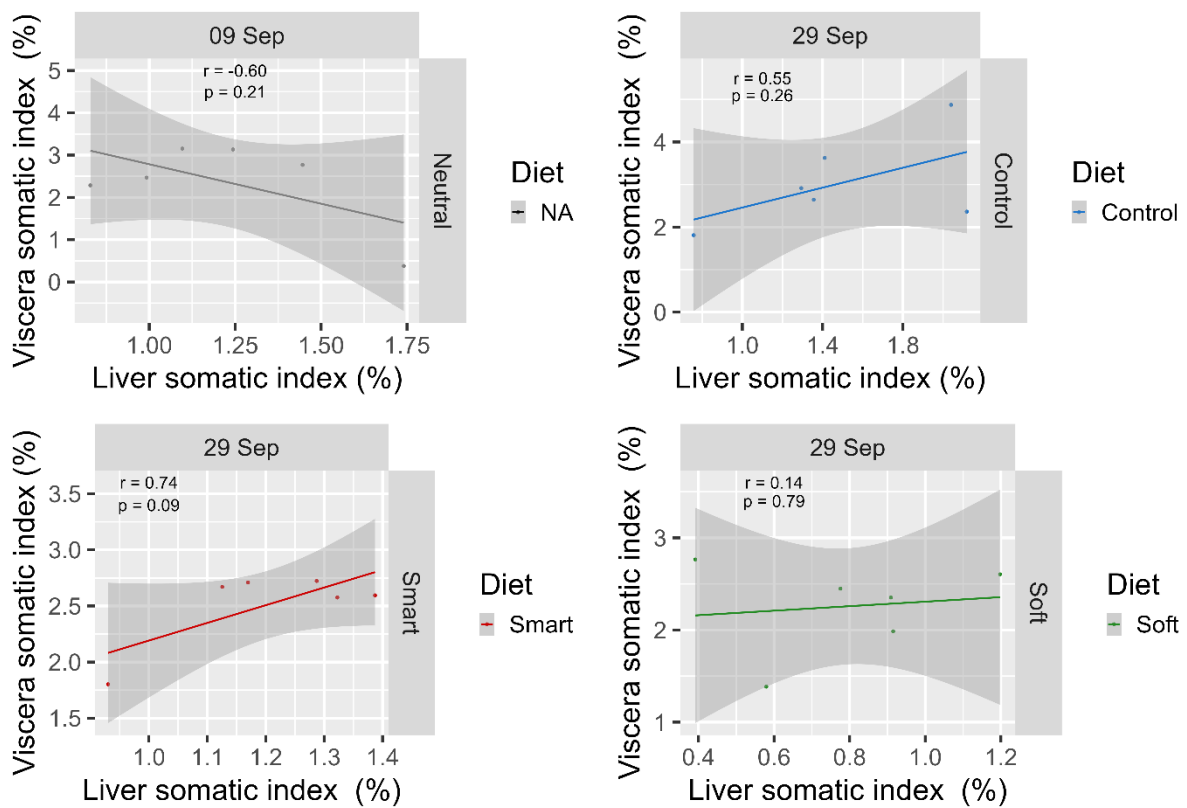 09 Sep
r = -0.60
p = 0.21
Viscera somatic index (%)
5
4
3
2
1
0
Neutral
1.00 1.25 1.50 1.75
Liver somatic index (%)
Diet
NA
29 Sep
r = 0.55
p = 0.26
Viscera somatic index (%)
4
2
0
Control
1.0 1.4 1.8
Liver somatic index (%)
Diet
Control
29 Sep
r = 0.74
p = 0.09
Viscera somatic index (%)
3.5
3.0
2.5
2.0
1.5
Smart
1.0 1.1 1.2 1.3 1.4
Liver somatic index (%)
Diet
Smart
29 Sep
r = 0.14
p = 0.79
Viscera somatic index (%)
3
2
1
Soft
0.4 0.6 0.8 1.0 1.2
Liver somatic index (%)
Diet
Soft